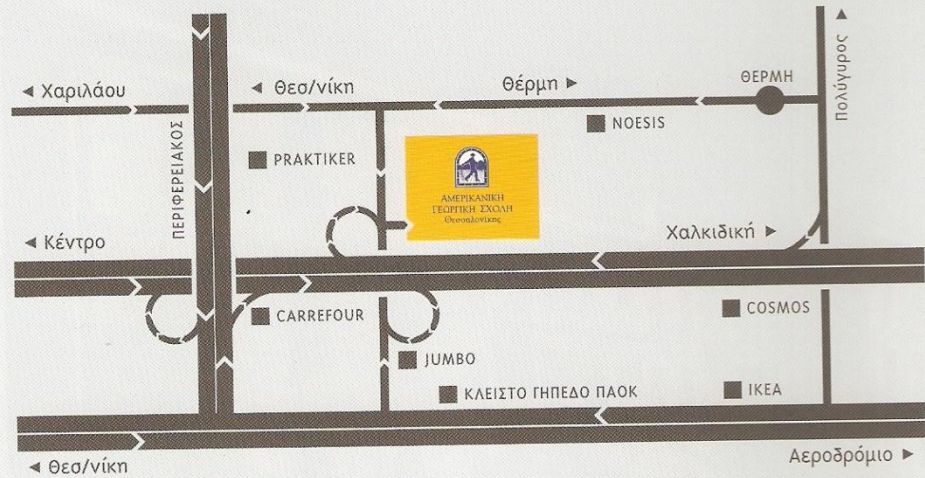 Πολύγυρος ▲
◄ Χαριλάου
◄ Θεσ/νίκη
Θέρμη ►
ΘΕΡΜΗ
NOESIS
PRAKTIKER
ΠΕΡΙΦΕΡΕΙΑΚΟΣ
ΑΜΕΡΙΚΑΝΙΚΗ
ΓΕΩΡΓΙΚΗ ΣΧΟΛΗ
Θεσσαλονίκης
◄ Κέντρο
Χαλκιδική ►
CARREFOUR
COSMOS
JUMBO
ΚΛΕΙΣΤΟ ΓΗΠΕΔΟ ΠΑΟΚ
ΙΚΕΑ
◄ Θεσ/νίκη
Αεροδρόμιο ►